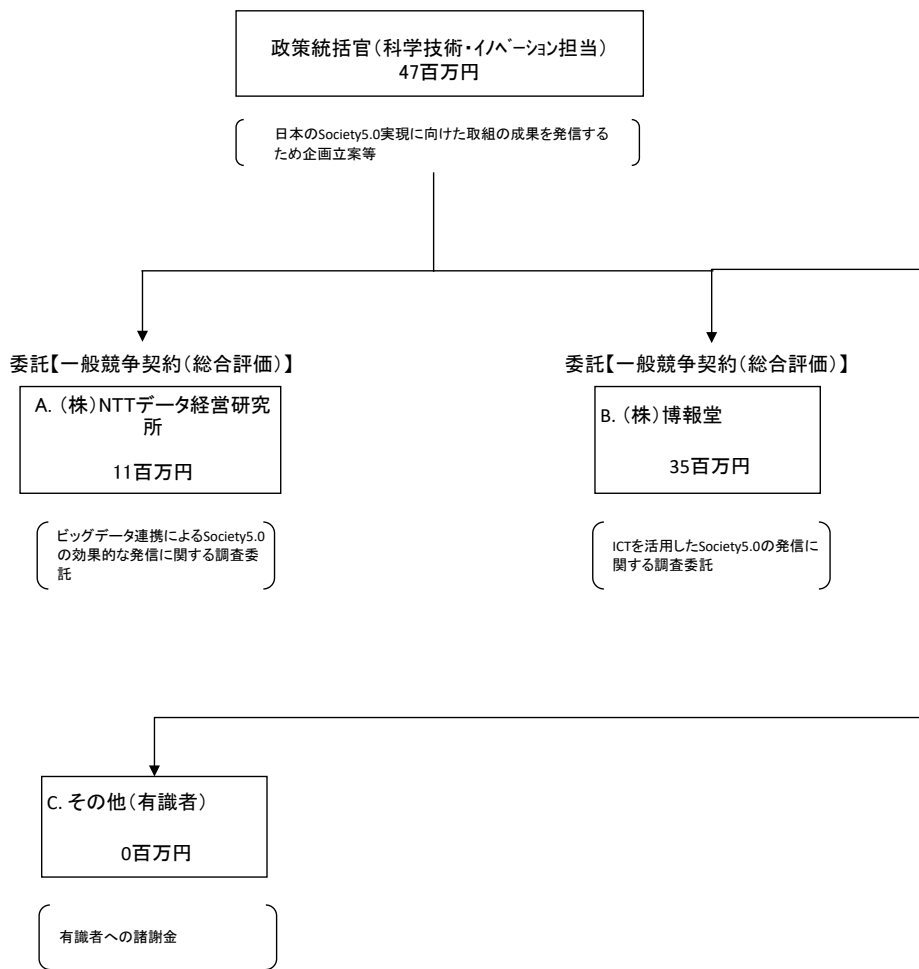 政策統括官(科学技術・イノベーション担当)
47百万円
日本のSociety5.0実現に向けた取組の成果を発信する
ため企画立案等
委託【一般競争契約(総合評価)】
A. (株)NTTデータ経営研究
所
11百万円
ビッグデータ連携によるSociety5.0
の効果的な発信に関する調査委
託
委託【一般競争契約(総合評価)】
B. (株)博報堂
35百万円
ICTを活用したSociety5.0の発信に
関する調査委託
C. その他(有識者)
0百万円
有識者への諸謝金